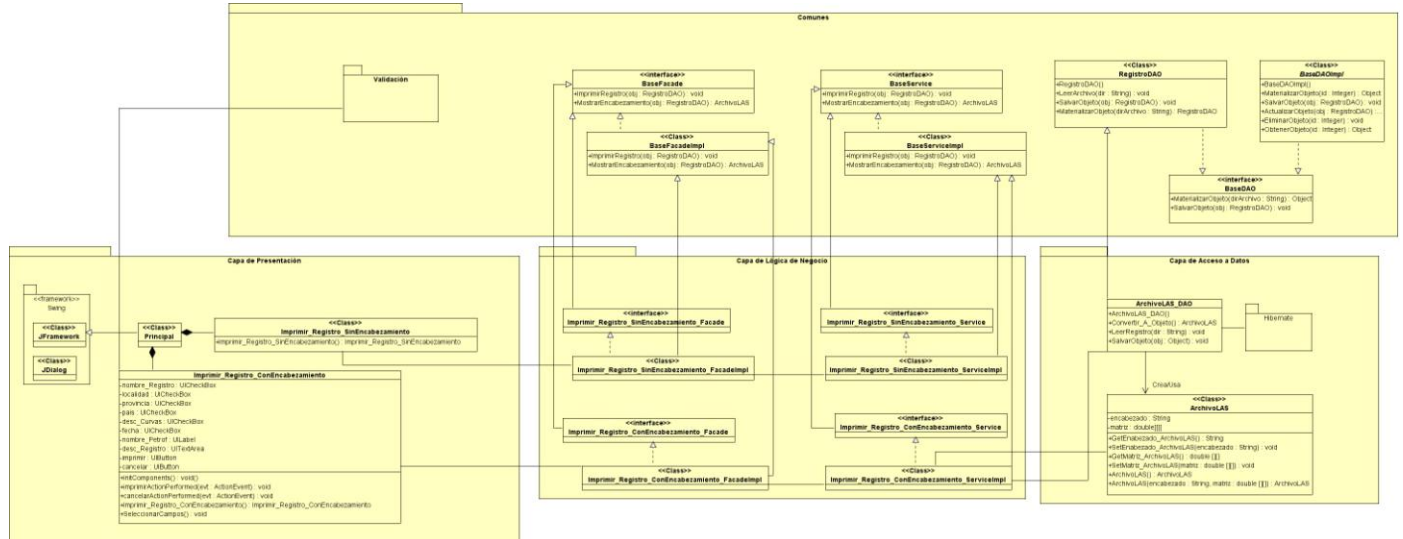 Comunes
Validación
<<interface>>
BaseFacade
+ImprimirRegistro(obj : RegistroDAO) : void
+MostrarEncabezamiento(obj : RegistroDAO) : ArchivoLAS
<<Class>>
BaseFacadeImpl
+ImprimirRegistro(obj : RegistroDAO) : void
+MostrarEncabezamiento(obj : RegistroDAO) : ArchivoLAS
<<interface>>
BaseService
+ImprimirRegistro(obj : RegistroDAO) : void
+MostrarEncabezamiento(obj : RegistroDAO) : ArchivoLAS
<<Class>>
BaseServiceImpl
+ImprimirRegistro(obj : RegistroDAO) : void
+MostrarEncabezamiento(obj : RegistroDAO) : ArchivoLAS
<<Class>>
RegistroDAO
+RegistroDAO()
+LeerArchivo(dir : String) : void
+SalvarObjeto(obj : RegistroDAO) : void
+MaterializarObjeto(dirArchivo : String) : RegistroDAO
<<Class>>
BaseDAOImpl
+BaseDAOImpl()
+MaterializarObjeto(id : Integer) : Object
+SalvarObjeto(obj : RegistroDAO) : void
+ActualizarObjeto(obj : RegistroDAO) : ...
+EliminarObjeto(id : Integer) : void
+ObtenerObjeto(id : Integer) : Object
<<interface>>
BaseDAO
+MaterializarObjeto(dirArchivo : String) : Object
+SalvarObjeto(obj : RegistroDAO) : void
Capa de Presentación
<<framework>>
Swing
<<Class>>
JFramework
<<Class>>
JDialog
<<Class>>
Principal
<<Class>>
Imprimir_Registro_SinEncabezamiento
+Imprimir_Registro_SinEncabezamiento() : Imprimir_Registro_SinEncabezamiento
Imprimir_Registro_ConEncabezamiento
-nombre_Registro : UICheckBox
-localidad : UICheckBox
-provincia : UICheckBox
-pais : UICheckBox
-desc_Curvas : UICheckBox
-fecha : UICheckBox
-nombre_Petrof : UILabel
-desc_Registro : UITextArea
-imprimir : UIButton
-cancelar : UIButton
+initComponents() : void()
+imprimirActionPerformed(evt : ActionEvent) : void
+cancelarActionPerformed(evt : ActionEvent) : void
+Imprimir_Registro_ConEncabezamiento() : Imprimir_Registro_ConEncabezamiento
+SeleccionarCampos() : void
Capa de Lógica de Negocio
<<interface>>
Imprimir_Registro_SinEncabezamiento_Facade
<<Class>>
Imprimir_Registro_SinEncabezamiento_FacadeImpl
<<interface>>
Imprimir_Registro_ConEncabezamiento_Facade
<<Class>>
Imprimir_Registro_ConEncabezamiento_FacadeImpl
<<interface>>
Imprimir_Registro_SinEncabezamiento_Service
<<Class>>
Imprimir_Registro_SinEncabezamiento_ServiceImpl
<<interface>>
Imprimir_Registro_ConEncabezamiento_Service
<<Class>>
Imprimir_Registro_ConEncabezamiento_ServiceImpl
Capa de Acceso a Datos
ArchivoLAS_DAO
+ArchivoLAS_DAO()
+Convertir_A_Objeto() : ArchivoLAS
+LeerRegistro(dir : String) : void
+SalvarObjeto(obj : Object) : void
Hibernate
Crear/Usa
<<Class>>
ArchivoLAS
-encabezado : String
-matriz : double[][]
+GetEnabezado_ArchivoLAS() : String
+SetEnabezado_ArchivoLAS(encabezado : String) : void
+GetMatriz_ArchivoLAS() : double [][]
+SetMatriz_ArchivoLAS(matriz : double [][]) : void
+ArchivoLAS() : ArchivoLAS
+ArchivoLAS(encabezado : String, matriz : double [][]) : ArchivoLAS